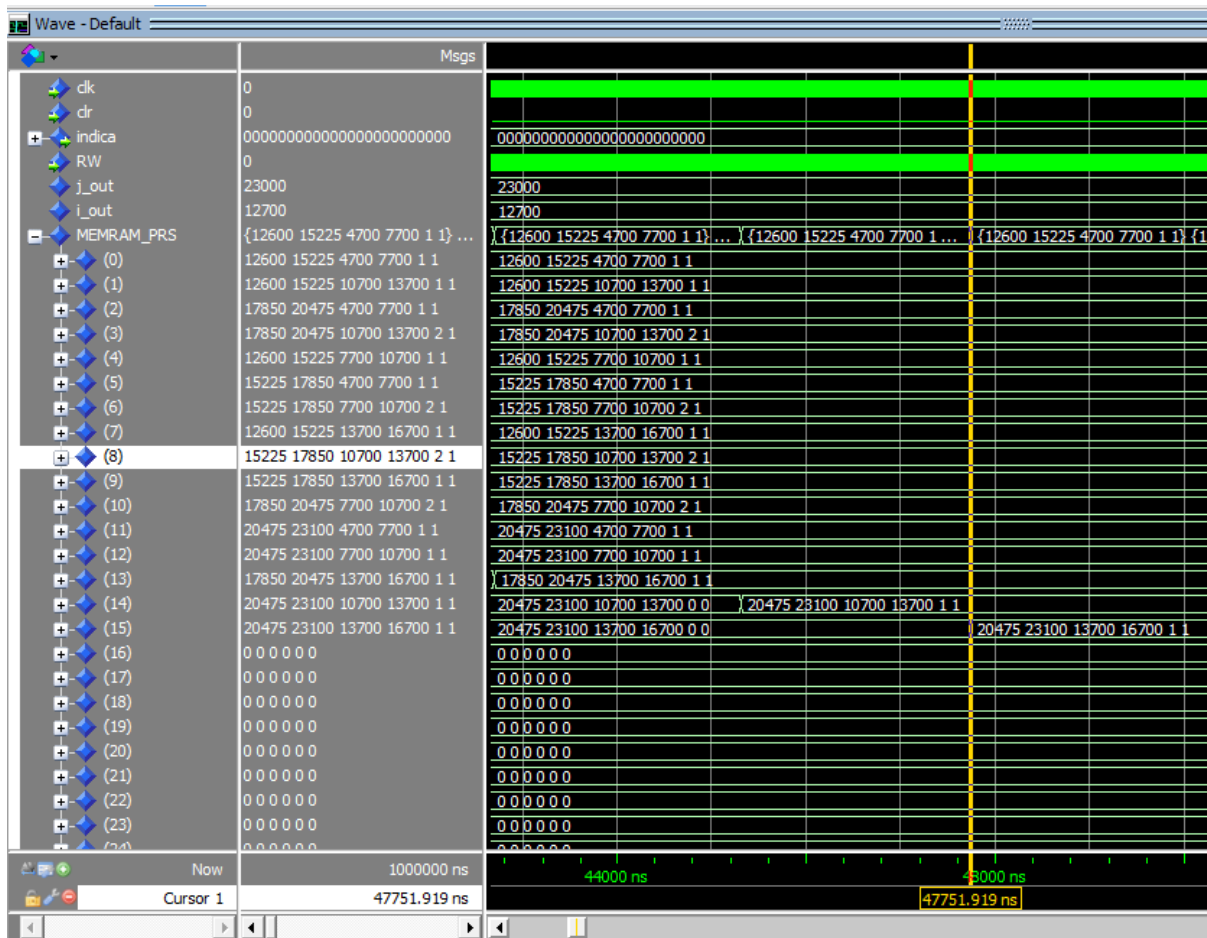 Wave - Default
Msgs
clk 0
clr 0
indica 000000000000000000000000 000000000000000000000000
RW 0
j_out 23000 23000
i_out 12700 12700
MEMRAM_PRS {12600 15225 4700 7700 1 1} ... {12600 15225 4700 7700 1 1} ... {12600 15225 4700 7700 1 ... {12600 15225 4700 7700 1 1} {1
(0) 12600 15225 4700 7700 1 1 12600 15225 4700 7700 1 1
(1) 12600 15225 10700 13700 1 1 12600 15225 10700 13700 1 1
(2) 17850 20475 4700 7700 1 1 17850 20475 4700 7700 1 1
(3) 17850 20475 10700 13700 2 1 17850 20475 10700 13700 2 1
(4) 12600 15225 7700 10700 1 1 12600 15225 7700 10700 1 1
(5) 15225 17850 4700 7700 1 1 15225 17850 4700 7700 1 1
(6) 15225 17850 7700 10700 2 1 15225 17850 7700 10700 2 1
(7) 12600 15225 13700 16700 1 1 12600 15225 13700 16700 1 1
(8) 15225 17850 10700 13700 2 1 15225 17850 10700 13700 2 1
(9) 15225 17850 13700 16700 1 1 15225 17850 13700 16700 1 1
(10) 17850 20475 7700 10700 2 1 17850 20475 7700 10700 2 1
(11) 20475 23100 4700 7700 1 1 20475 23100 4700 7700 1 1
(12) 20475 23100 7700 10700 1 1 20475 23100 7700 10700 1 1
(13) 17850 20475 13700 16700 1 1 17850 20475 13700 16700 1 1
(14) 20475 23100 10700 13700 1 1 20475 23100 10700 13700 0 0 20475 23100 10700 13700 1 1
(15) 20475 23100 13700 16700 1 1 20475 23100 13700 16700 0 0 20475 23100 13700 16700 1 1
(16) 0 0 0 0 0 0 0 0 0 0 0 0
(17) 0 0 0 0 0 0 0 0 0 0 0 0
(18) 0 0 0 0 0 0 0 0 0 0 0 0
(19) 0 0 0 0 0 0 0 0 0 0 0 0
(20) 0 0 0 0 0 0 0 0 0 0 0 0
(21) 0 0 0 0 0 0 0 0 0 0 0 0
(22) 0 0 0 0 0 0 0 0 0 0 0 0
(23) 0 0 0 0 0 0 0 0 0 0 0 0
Now 1000000 ns 44000 ns 48000 ns
Cursor 1 47751.919 ns 47751.919 ns